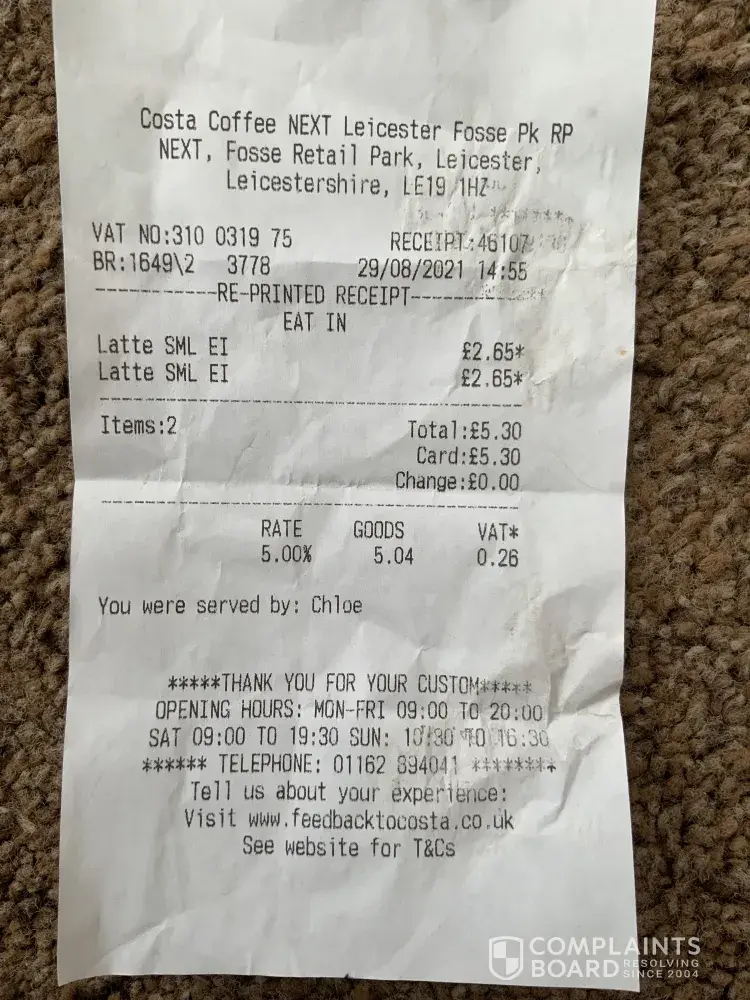 Costa Coffee NEXT Leicester Fosse Pk RP
NEXT, Fosse Retail Park, Leicester,
Leicestershire, LE19 1HZ
VAT NO:310 0319 75 RECEIPT:46107
BR:1649\2 3778 29/08/2021 14:55
---------------RE-PRINTED RECEIPT---------------
EAT IN
Latte SML EI £2.65*
Latte SML EI £2.65*
Items:2 Total:£5.30
Card:£5.30
Change:£0.00
RATE GOODS VAT*
5.00% 5.04 0.26
You were served by: Chloe
*****THANK YOU FOR YOUR CUSTOM*****
OPENING HOURS: MON-FRI 09:00 TO 20:00
SAT 09:00 TO 19:30 SUN: 10:30 TO 16:30
****** TELEPHONE: 01162 894041 ********
Tell us about your experience:
Visit www.feedbacktocosta.co.uk
See website for T&Cs
COMPLAINTS
BOARD RESOLVING SINCE 2004